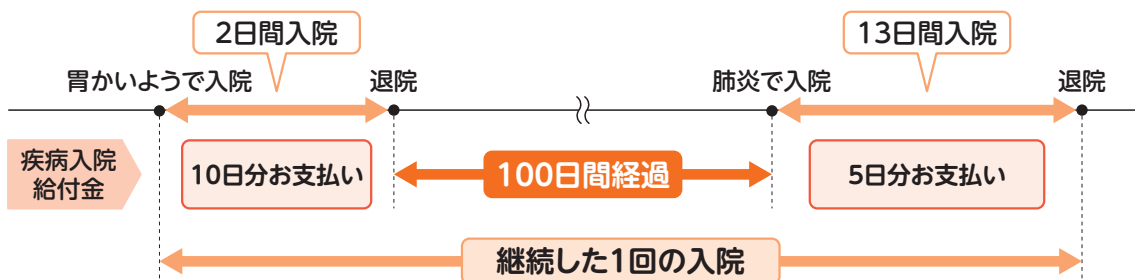 2日間入院
13日間入院
胃かいようで入院
退院
肺炎で入院
退院
疾病入院
給付金
10日分お支払い
100日間経過
5日分お支払い
継続した1回の入院